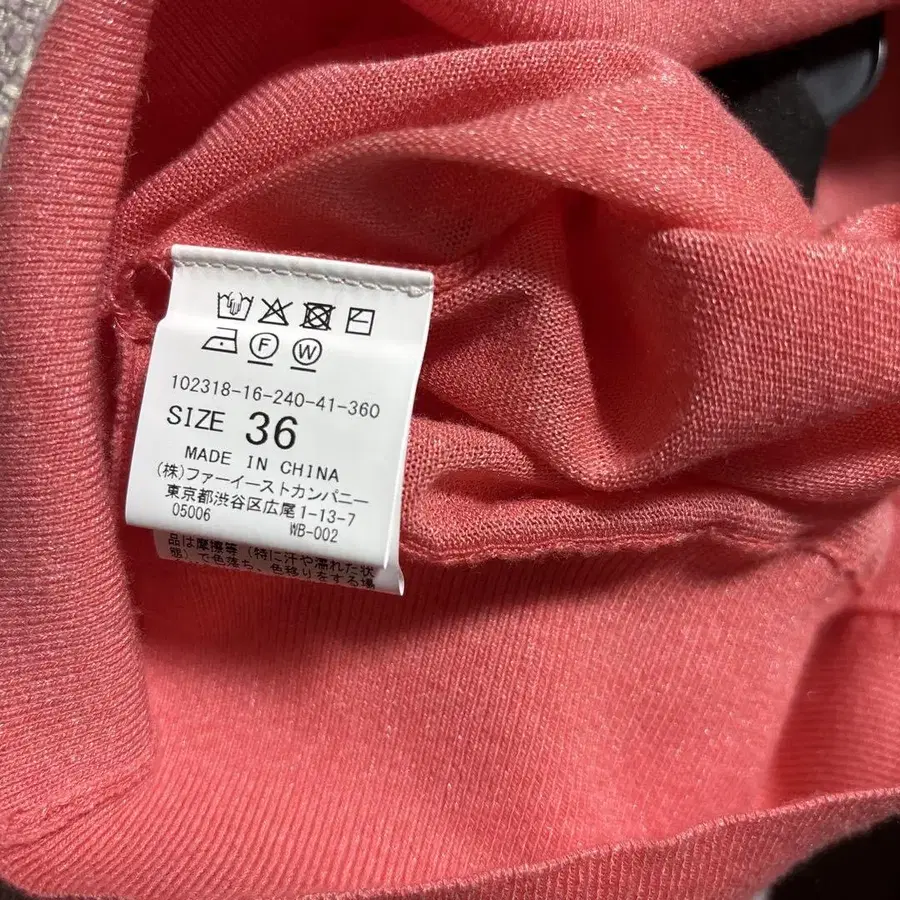 F W
102318-16-240-41-360
SIZE 36
MADE IN CHINA
(株)ファーイーストカンパニー
東京都渋谷区広尾1-13-7
05006 WB-002
品は摩擦等(特に汗や濡れた状
態)で色落ち、色移りをする場